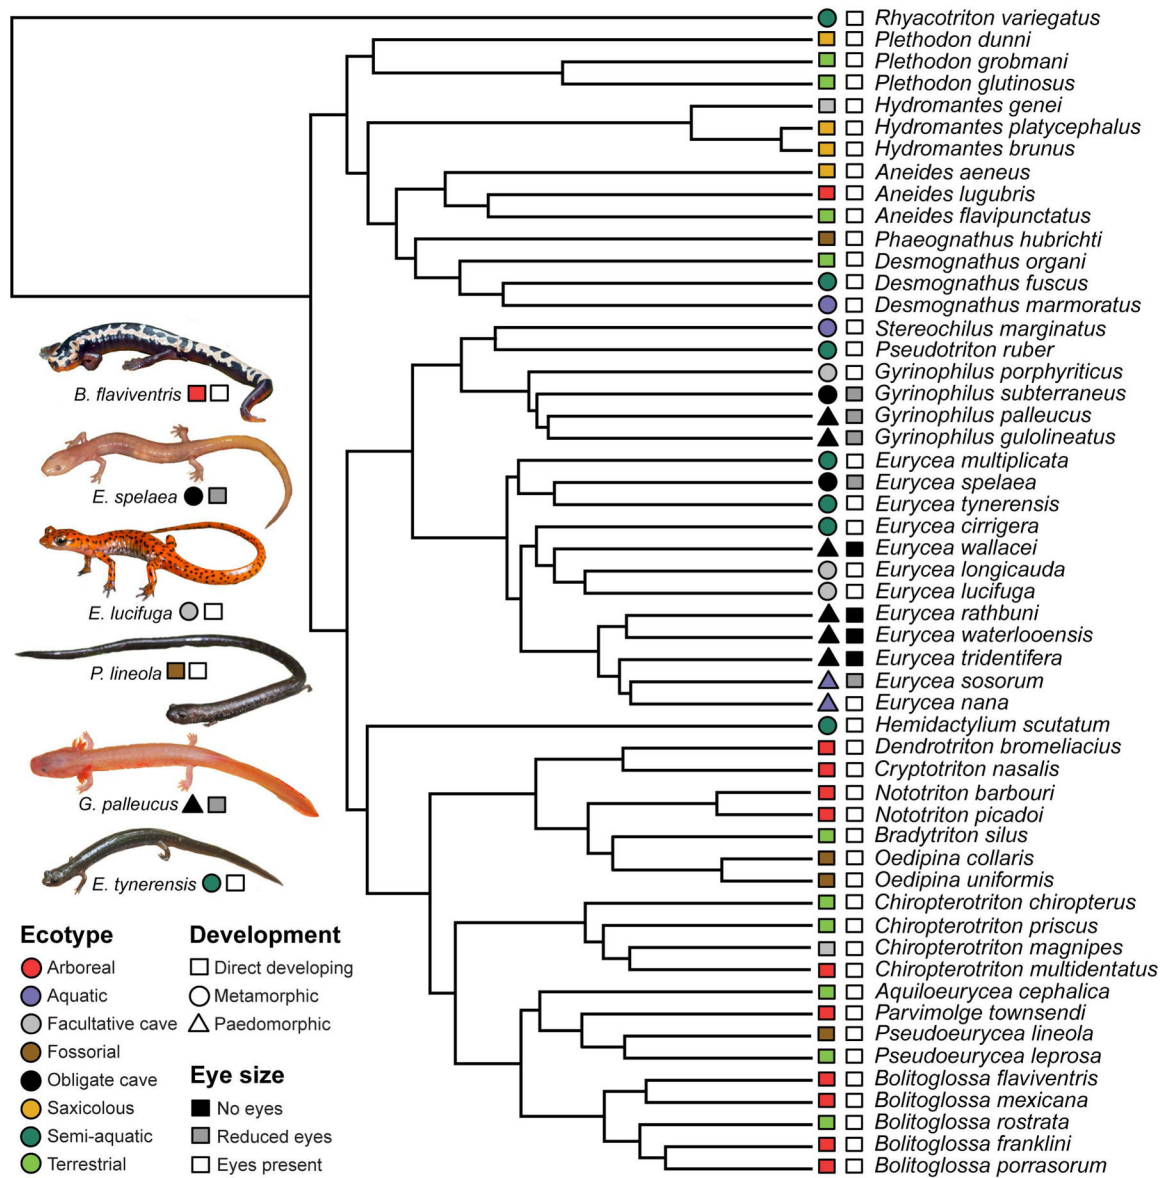 Rhyacotriton variegatus
Plethodon dunni
Plethodon grobmani
Plethodon glutinosus
Hydromantes genei
Hydromantes platycephalus
Hydromantes brunus
Aneides aeneus
Aneides lugubris
Aneides flavipunctatus
Phaeognathus hubrichti
Desmognathus organi
Desmognathus fuscus
Desmognathus marmoratus
Stereochilus marginatus
Pseudotriton ruber
Gyrinophilus porphyriticus
Gyrinophilus subterraneus
Gyrinophilus palleucus
Gyrinophilus gulolineatus
Eurycea multiplicata
Eurycea spelaea
Eurycea tynerensis
Eurycea cirrigera
Eurycea wallacei
Eurycea longicauda
Eurycea lucifuga
Eurycea rathbuni
Eurycea waterlooensis
Eurycea tridentifera
Eurycea sosorum
Eurycea nana
Hemidactylium scutatum
Dendrotriton bromeliacius
Cryptotriton nasalis
Nototriton barbouri
Nototriton picadoi
Bradytriton silus
Oedipina collaris
Oedipina uniformis
Chiropterotriton chiropterus
Chiropterotriton priscus
Chiropterotriton magnipes
Chiropterotriton multidentatus
Aquiloeurycea cephalica
Parvimolge townsendi
Pseudoeurycea lineola
Pseudoeurycea leprosa
Bolitoglossa flaviventris
Bolitoglossa mexicana
Bolitoglossa rostrata
Bolitoglossa franklini
Bolitoglossa porrasorum
B. flaviventris
E. spelaea
E. lucifuga
P. lineola
G. palleucus
E. tynerensis
Ecotype
Arboreal
Aquatic
Facultative cave
Fossorial
Obligate cave
Saxicolous
Semi-aquatic
Terrestrial
Development
Direct developing
Metamorphic
Paedomorphic
Eye size
No eyes
Reduced eyes
Eyes present